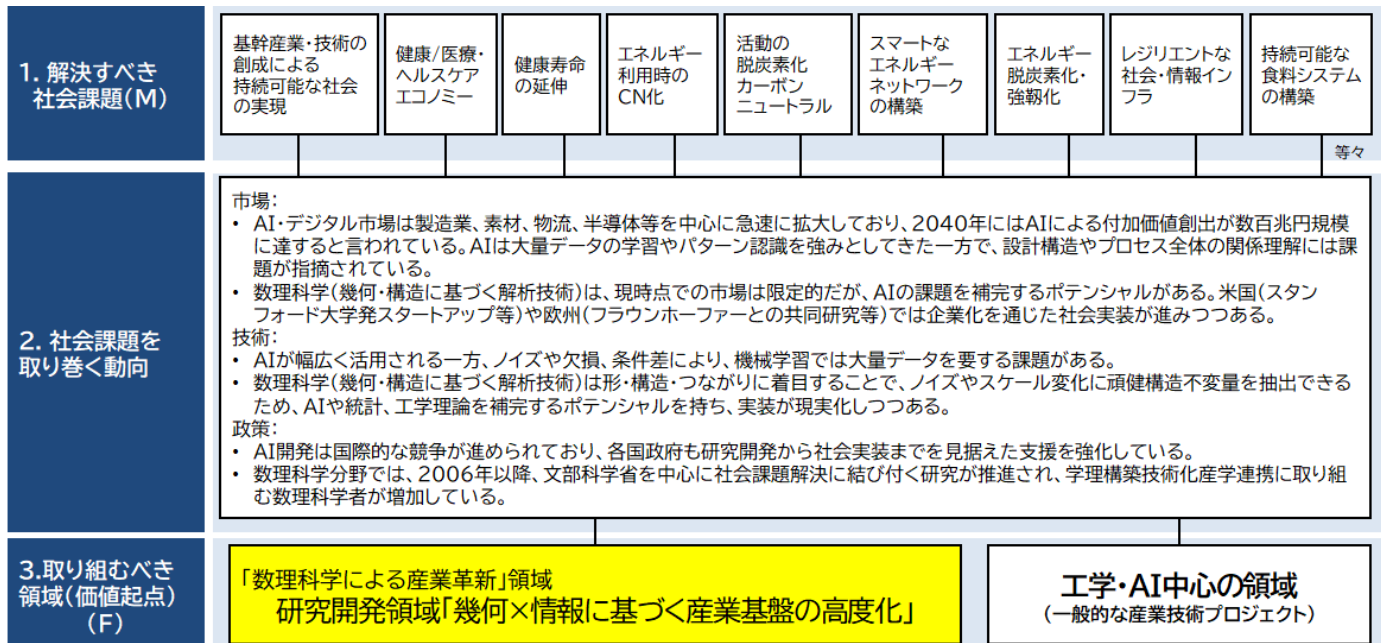 1. 解決すべき
社会課題(M)
基幹産業・技術の
創成による
持続可能な社会
の実現
健康/医療・
ヘルスケア
エコノミー
健康寿命
の延伸
エネルギー
利用時の
CN化
活動の
脱炭素化
カーボン
ニュートラル
スマートな
エネルギー
ネットワーク
の構築
エネルギー
脱炭素化・
強靱化
レジリエントな
社会・情報イン
フラ
持続可能な
食料システム
の構築
等々
2. 社会課題を
取り巻く動向
市場:
• AI・デジタル市場は製造業、素材、物流、半導体等を中心に急速に拡大しており、2040年にはAIによる付加価値創出が数百兆円規模
に達すると言われている。AIは大量データの学習やパターン認識を強みとしてきた一方で、設計構造やプロセス全体の関係理解には課
題が指摘されている。
• 数理科学(幾何・構造に基づく解析技術)は、現時点での市場は限定的だが、AIの課題を補完するポテンシャルがある。米国(スタン
フォード大学発スタートアップ等)や欧州(フラウンホーファーとの共同研究等)では企業化を通じた社会実装が進みつつある。
技術:
• AIが幅広く活用される一方、ノイズや欠損、条件差により、機械学習では大量データを要する課題がある。
• 数理科学(幾何・構造に基づく解析技術)は形・構造・つながりに着目することで、ノイズやスケール変化に頑健構造不変量を抽出できる
ため、AIや統計、工学理論を補完するポテンシャルを持ち、実装が現実化しつつある。
政策:
• AI開発は国際的な競争が進められており、各国政府も研究開発から社会実装までを見据えた支援を強化している。
• 数理科学分野では、2006年以降、文部科学省を中心に社会課題解決に結び付く研究が推進され、学理構築技術化産学連携に取り組
む数理科学者が増加している。
3.取り組むべき
領域(価値起点)
(F)
「数理科学による産業革新」領域
研究開発領域「幾何×情報に基づく産業基盤の高度化」
工学・AI中心の領域
(一般的な産業技術プロジェクト)